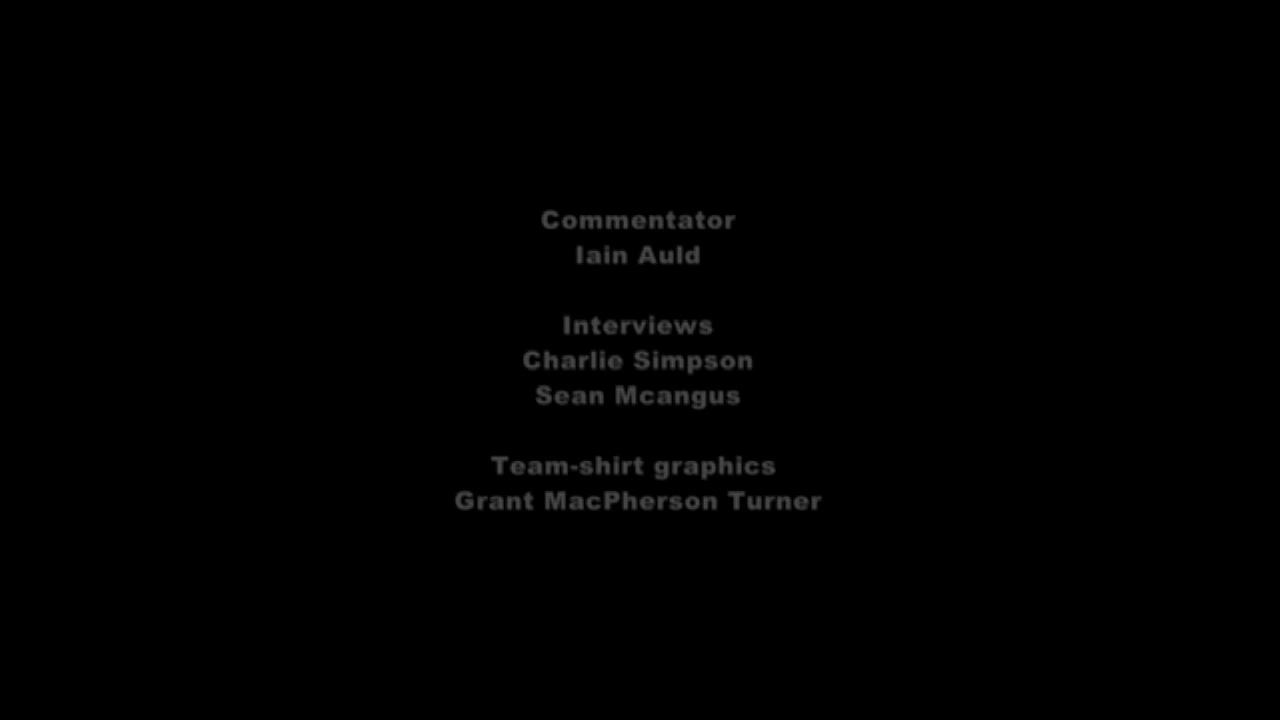 Commentator
Iain Auld
Interviews
Charlie Simpson
Sean Mcangus
Team-shirt graphics
Grant MacPherson Turner